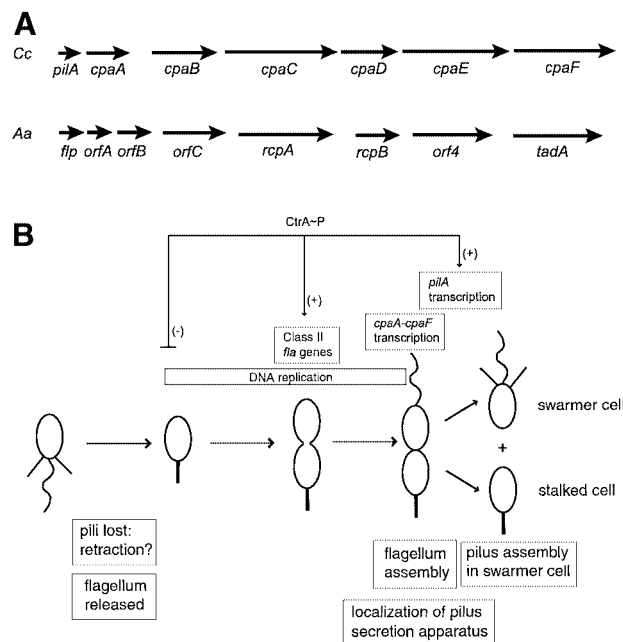 A
Cc
pilA cpaA cpaB cpaC cpaD cpaE cpaF
Aa
flp orfA orfB orfC rcpA rcpB orf4 tadA
B
CtrA~P
(+)
pilA
transcription
(-)
(+)
cpaA-cpaF
transcription
Class II
fla genes
DNA replication
swarmer cell
+
stalked cell
pili lost:
retraction?
flagellum
released
flagellum
assembly
pilus assembly
in swarmer cell
localization of pilus
secretion apparatus